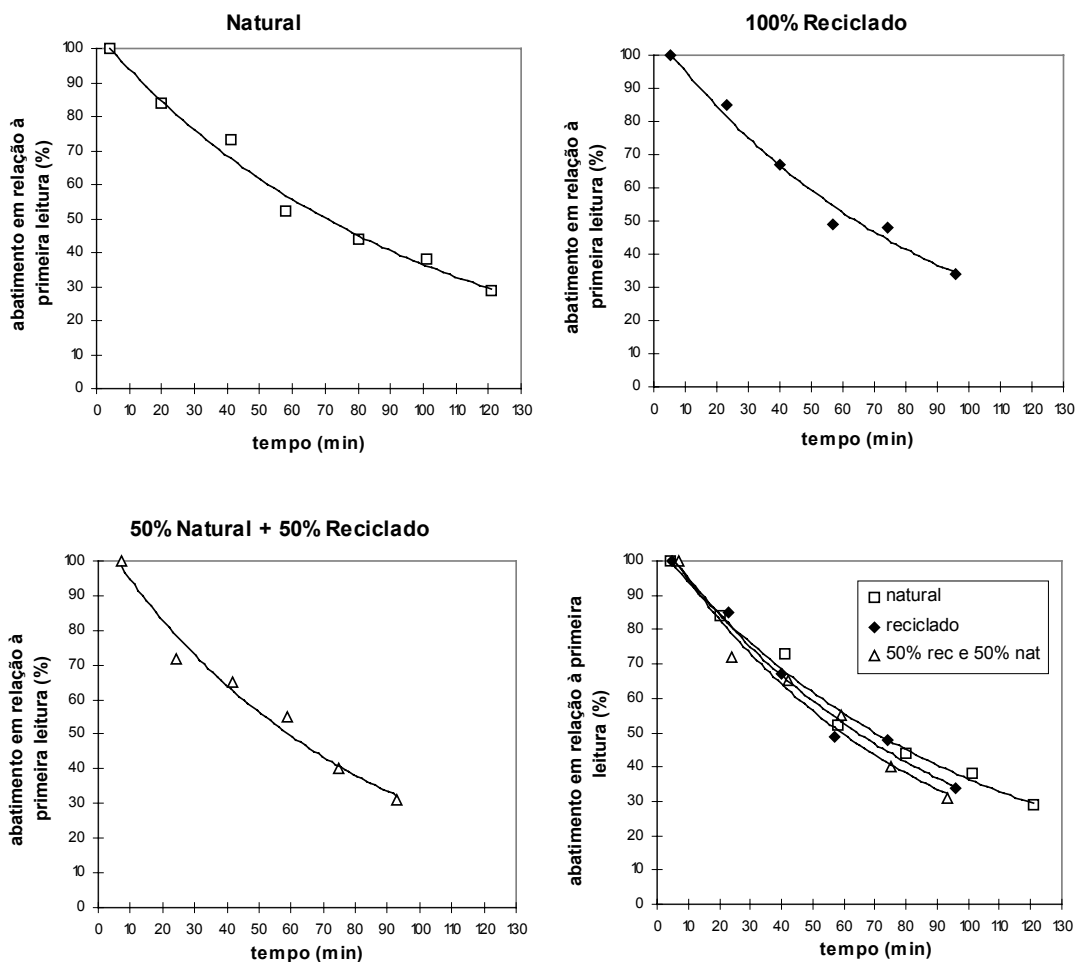 Natural
abatimento em relação à
primeira leitura (%)
100
90
80
70
60
50
40
30
20
10
0
0 10 20 30 40 50 60 70 80 90 100 110 120 130
tempo (min)
100% Reciclado
abatimento em relação à
primeira leitura (%)
100
90
80
70
60
50
40
30
20
10
0
0 10 20 30 40 50 60 70 80 90 100 110 120 130
tempo (min)
50% Natural + 50% Reciclado
abatimento em relação à
primeira leitura (%)
100
90
80
70
60
50
40
30
20
10
0
0 10 20 30 40 50 60 70 80 90 100 110 120 130
tempo (min)
abatimento em relação à primeira
leitura (%)
100
90
80
70
60
50
40
30
20
10
0
natural
reciclado
50% rec e 50% nat
0 10 20 30 40 50 60 70 80 90 100 110 120 130
tempo (min)